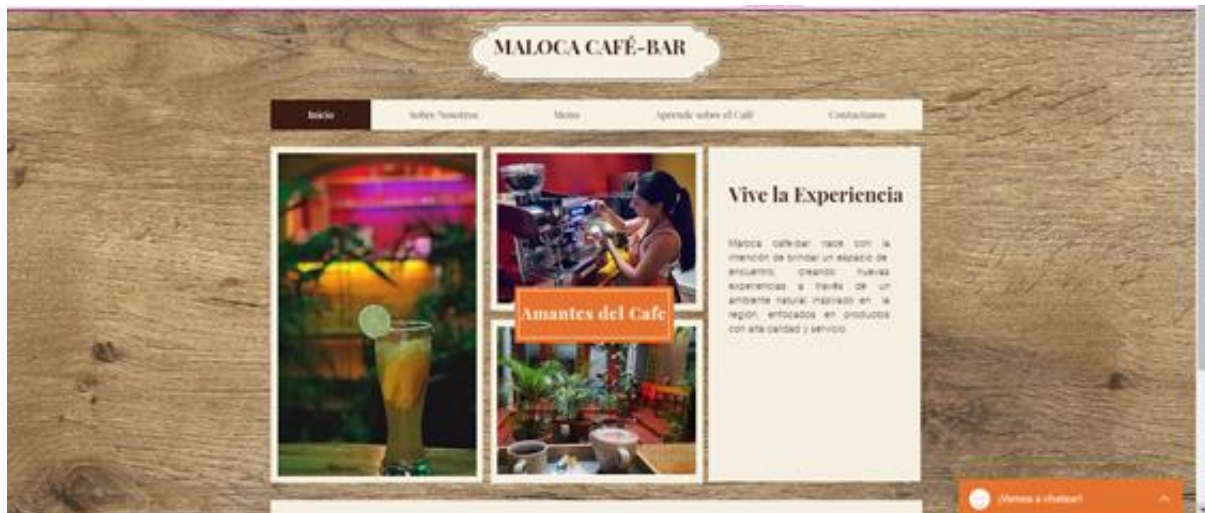 MALOCA CAFÉ-BAR
Inicio
Sobre Nosotros
Menu
Aprende sobre el Café
Contactanos
Amantes del Cafe
Vive la Experiencia
Maloca café-bar nace con la
intención de brindar un espacio de
encuentro, creando nuevas
experiencias a través de un
ambiente natural inspirado en la
región, enfocados en productos
con alta calidad y servicio.
¡Vamos a chatear!